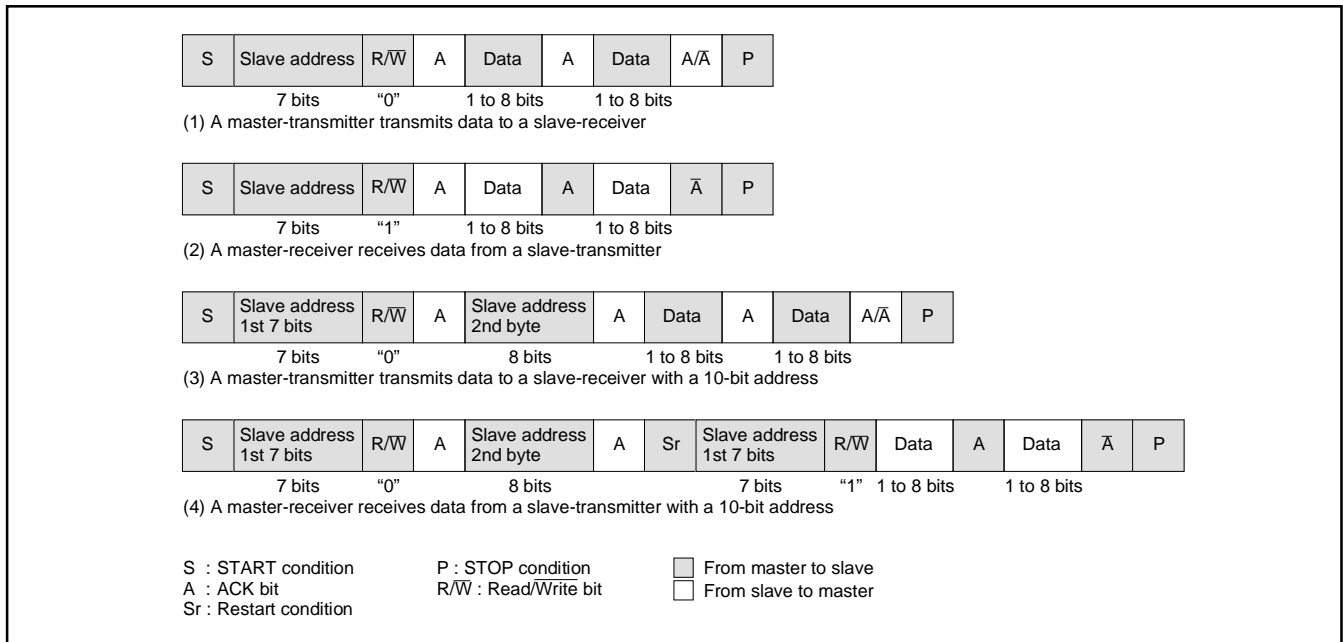 S Slave address R/W̅ A Data A Data A/A̅ P
7 bits “0” 1 to 8 bits 1 to 8 bits
(1) A master-transmitter transmits data to a slave-receiver
S Slave address R/W̅ A Data A Data A̅ P
7 bits “1” 1 to 8 bits 1 to 8 bits
(2) A master-receiver receives data from a slave-transmitter
S Slave address 1st 7 bits R/W̅ A Slave address 2nd byte A Data A Data A/A̅ P
7 bits “0” 8 bits 1 to 8 bits 1 to 8 bits
(3) A master-transmitter transmits data to a slave-receiver with a 10-bit address
S Slave address 1st 7 bits R/W̅ A Slave address 2nd byte A Sr Slave address 1st 7 bits R/W̅ Data A Data A̅ P
7 bits “0” 8 bits 7 bits “1” 1 to 8 bits 1 to 8 bits
(4) A master-receiver receives data from a slave-transmitter with a 10-bit address
S : START condition
A : ACK bit
Sr : Restart condition
P : STOP condition
R/W̅ : Read/W̅r̅i̅t̅e̅ bit
From master to slave
From slave to master